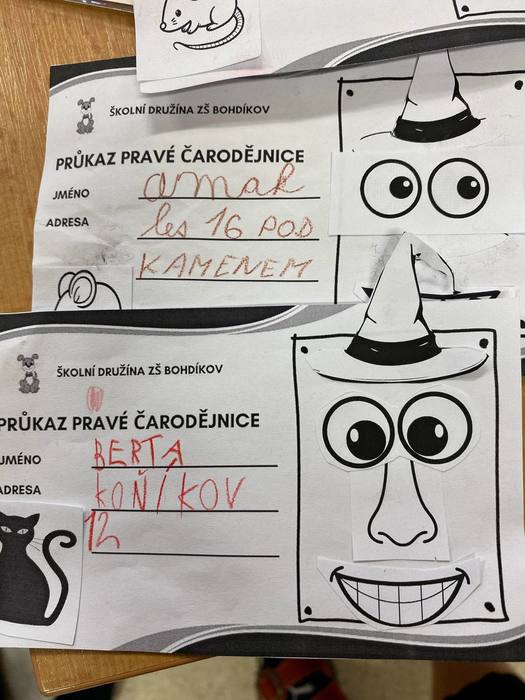 ŠKOLNÍ DRUŽINA ZŠ BOHDÍKOV
PRŮKAZ PRAVÉ ČARODĚJNICE
JMÉNO amak
ADRESA les 16 POD
KAMENEM
ŠKOLNÍ DRUŽINA ZŠ BOHDÍKOV
PRŮKAZ PRAVÉ ČARODĚJNICE
JMÉNO BERTA
ADRESA KOŇÍKOV
12